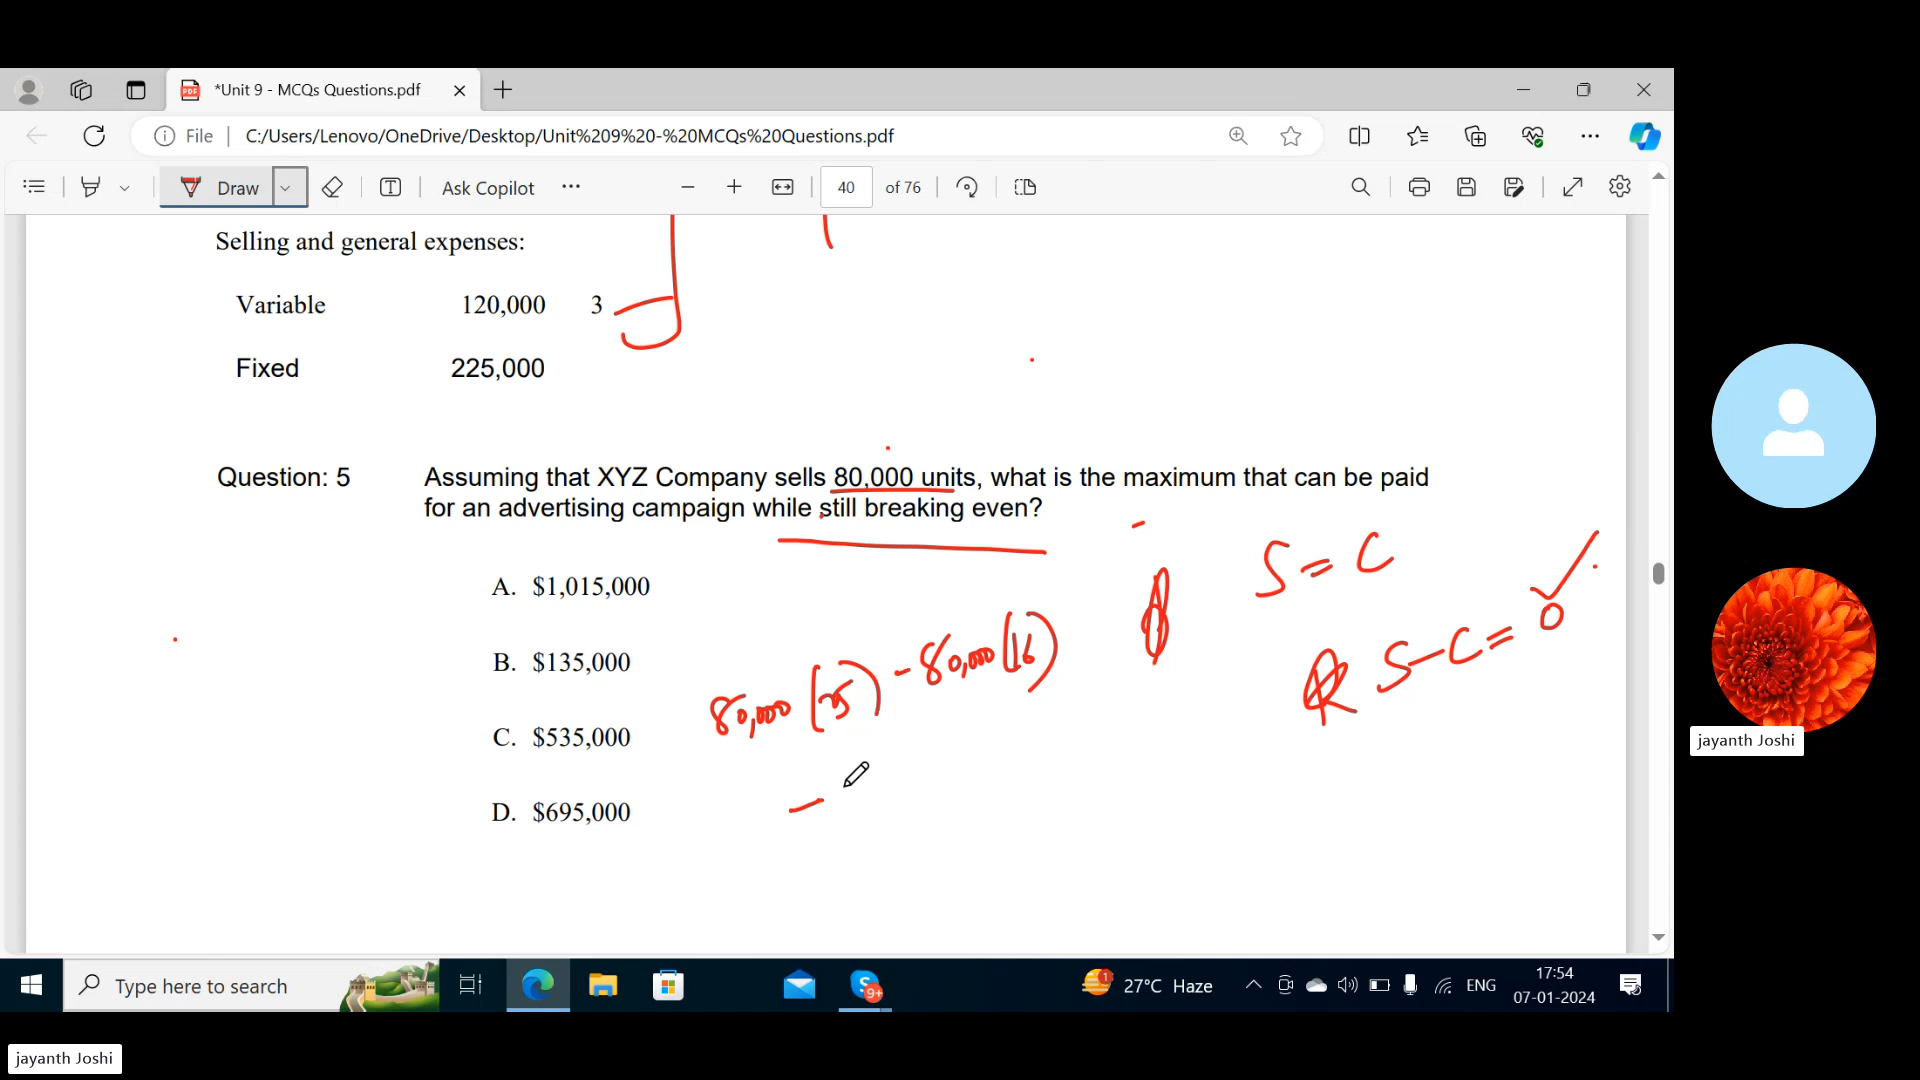 *Unit 9 - MCQs Questions.pdf
File C:/Users/Lenovo/OneDrive/Desktop/Unit%209%20-%20MCQs%20Questions.pdf
Draw Ask Copilot 40 of 76
Selling and general expenses:
Variable 120,000 3
Fixed 225,000
Question: 5 Assuming that XYZ Company sells 80,000 units, what is the maximum that can be paid
for an advertising campaign while still breaking even?
S = C
A. $1,015,000
S - C = 0
B. $135,000
80,000 (25) - 80,000 (16)
C. $535,000
D. $695,000
jayanth Joshi
Type here to search
9+
1
27°C Haze
ENG
17:54
07-01-2024
jayanth Joshi